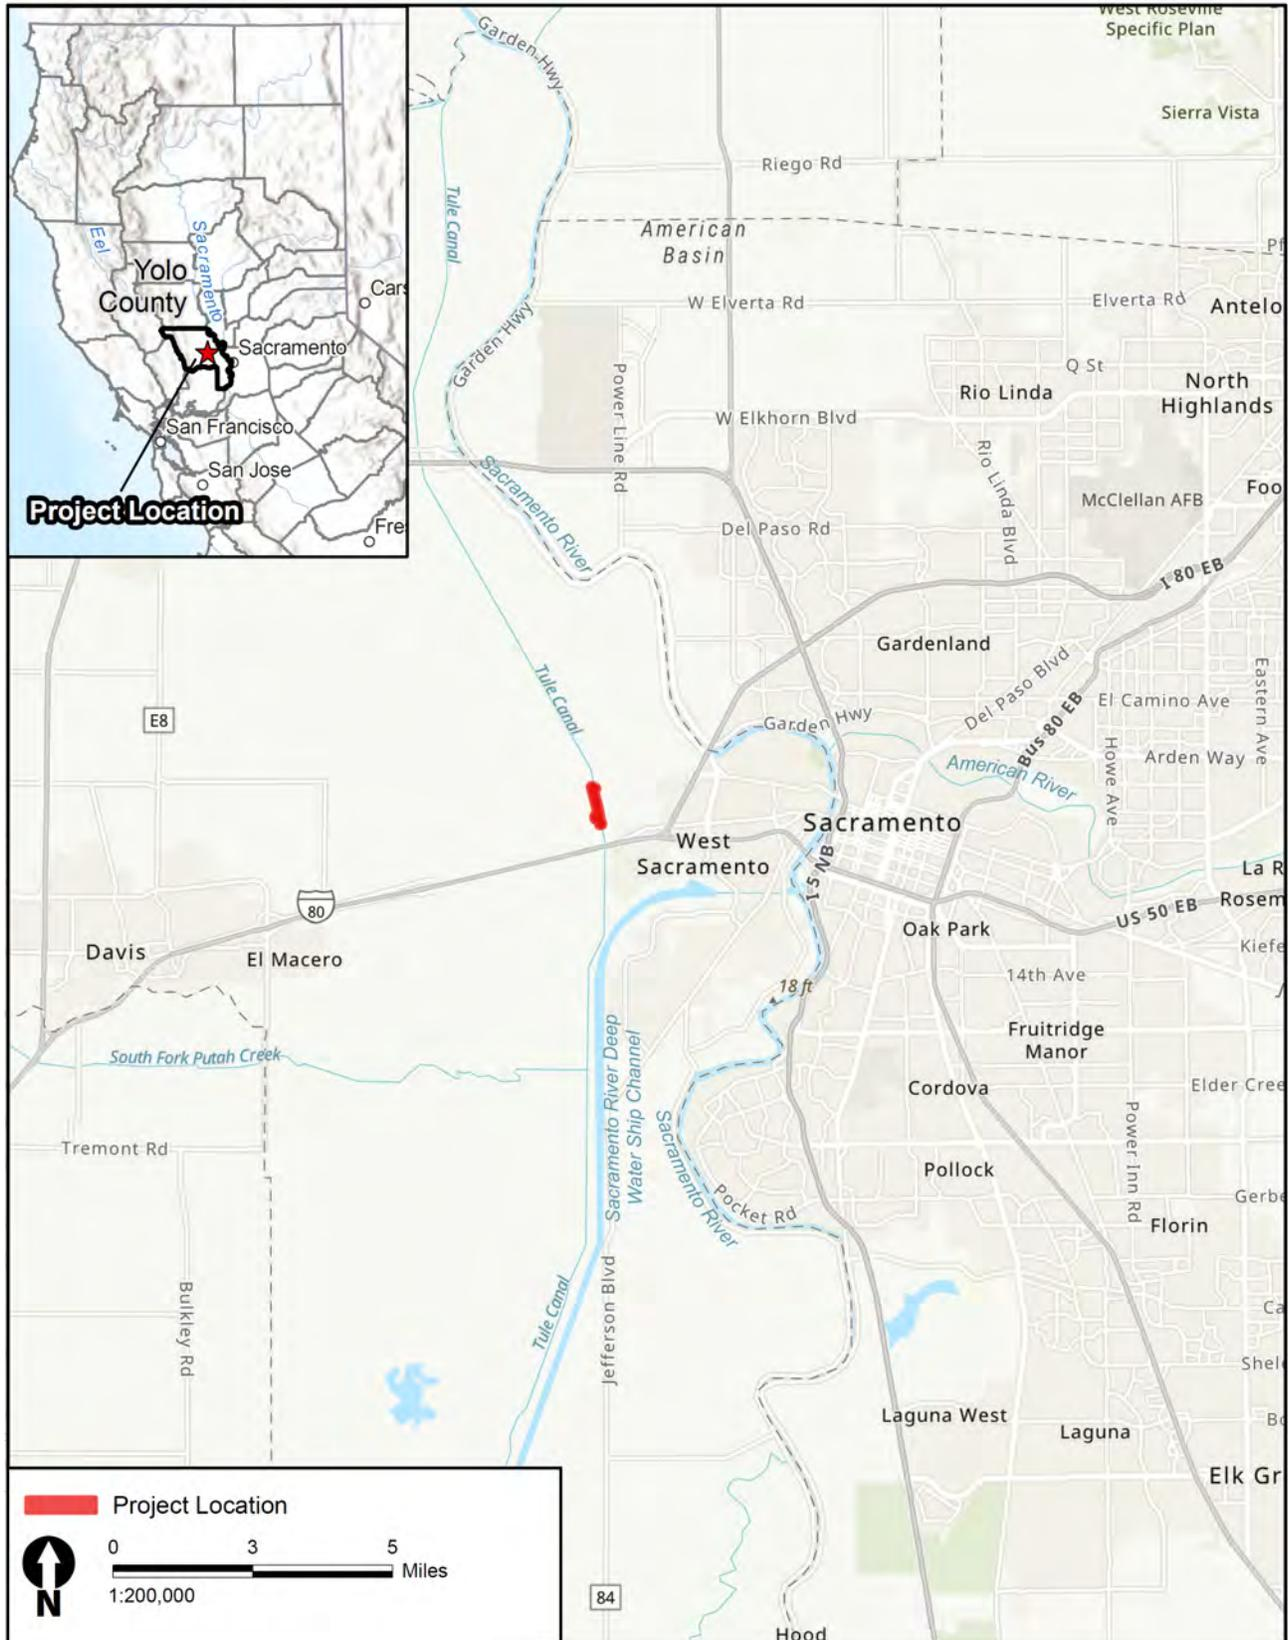 West Roseville
Specific Plan
Garden Hwy
Sierra Vista
Riego Rd
Tule Canal
American
Basin
Eel
Sacramento
Yolo
County
Cars
Sacramento
San Francisco
San Jose
Project Location
Fre
Pf
W Elverta Rd
Elverta Rd
Antelo
Garden Hwy
Power Line Rd
Q St
Rio Linda
North
Highlands
W Elkhorn Blvd
Rio Linda Blvd
Sacramento River
McClellan AFB
Foo
Del Paso Rd
I 80 EB
Gardenland
Tule Canal
Del Paso Blvd
Eastern Ave
E8
El Camino Ave
Garden Hwy
Bus 80 EB
Howe Ave
Arden Way
American River
Sacramento
West
Sacramento
I 5 NB
La R
80
US 50 EB
Rosem
Davis
El Macero
Oak Park
Kiefe
14th Ave
18 ft
Fruitridge
Manor
South Fork Putah Creek
Sacramento River Deep
Water Ship Channel
Cordova
Elder Cree
Tremont Rd
Sacramento River
Power Inn Rd
Pollock
Pocket Rd
Gerbe
Florin
Bulkley Rd
Tule Canal
Jefferson Blvd
Ca
Shel
Laguna West
Laguna
Bo
Elk Gr
Project Location
0 3 5
Miles
1:200,000
N
84
Hood